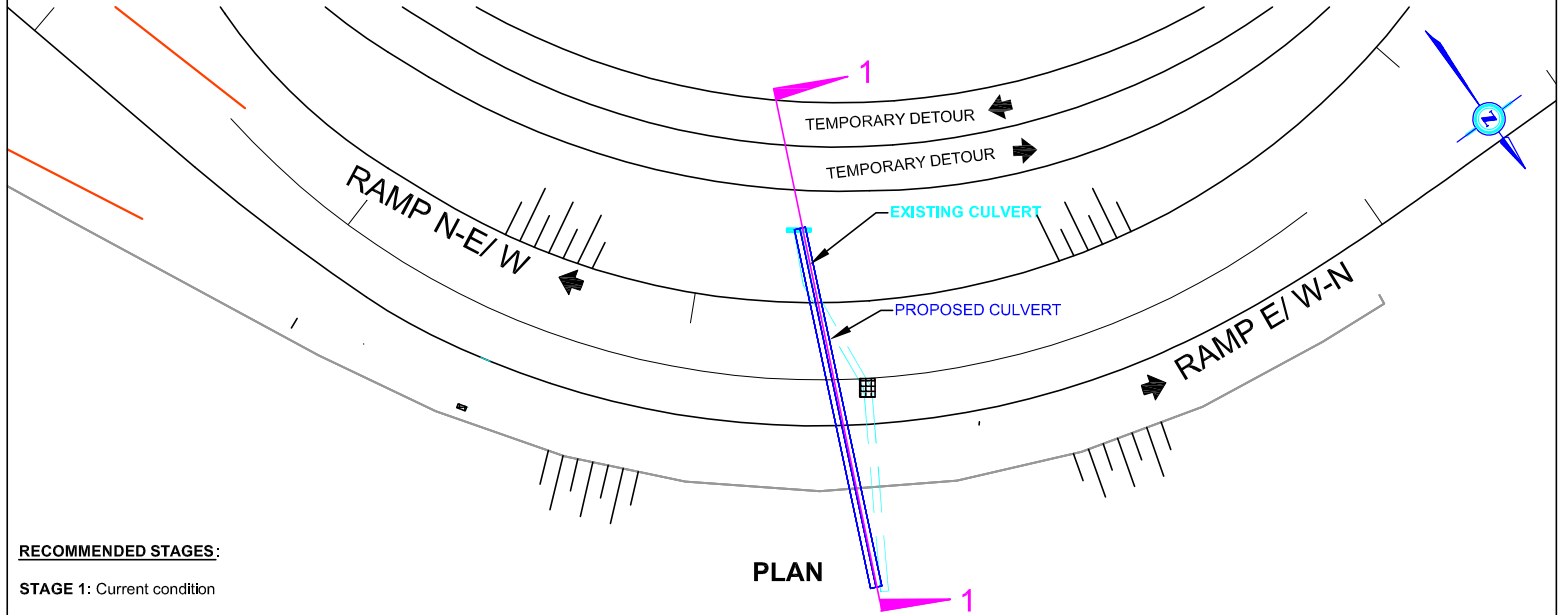 1
TEMPORARY DETOUR
TEMPORARY DETOUR
N
RAMP N-E/ W
EXISTING CULVERT
PROPOSED CULVERT
RAMP E/ W-N
RECOMMENDED STAGES:
PLAN
STAGE 1: Current condition
1